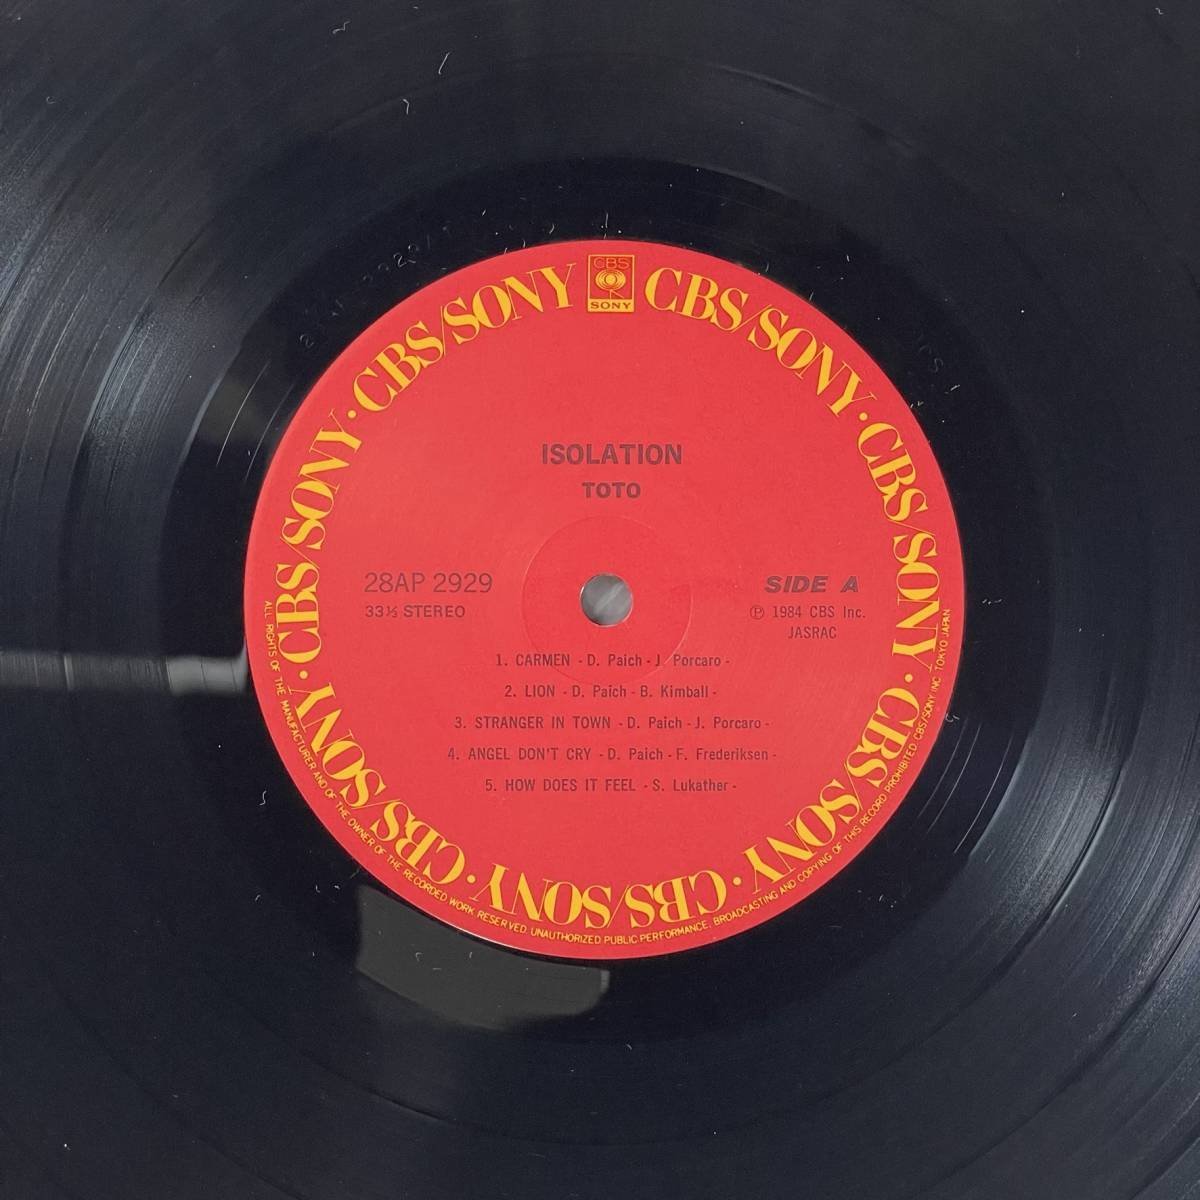 CBS
SONY
CBS/SONY · CBS/SONY · CBS/SONY · CBS/SONY · CBS/SONY · CBS/SONY · CBS/SONY · CBS/SONY · CBS/SONY · CBS/SONY
ISOLATION
TOTO
28AP 2929
33⅓ STEREO
SIDE A
Ⓟ 1984 CBS Inc.
JASRAC
1. CARMEN - D. Paich - J. Porcaro -
2. LION - D. Paich - B. Kimball -
3. STRANGER IN TOWN - D. Paich - J. Porcaro -
4. ANGEL DON'T CRY - D. Paich - F. Frederiksen -
5. HOW DOES IT FEEL - S. Lukather -
ALL RIGHTS OF THE MANUFACTURER AND OF THE OWNER OF THE RECORDED WORK RESERVED. UNAUTHORIZED PUBLIC PERFORMANCE, BROADCASTING AND COPYING OF THIS RECORD PROHIBITED. CBS/SONY INC. TOKYO JAPAN